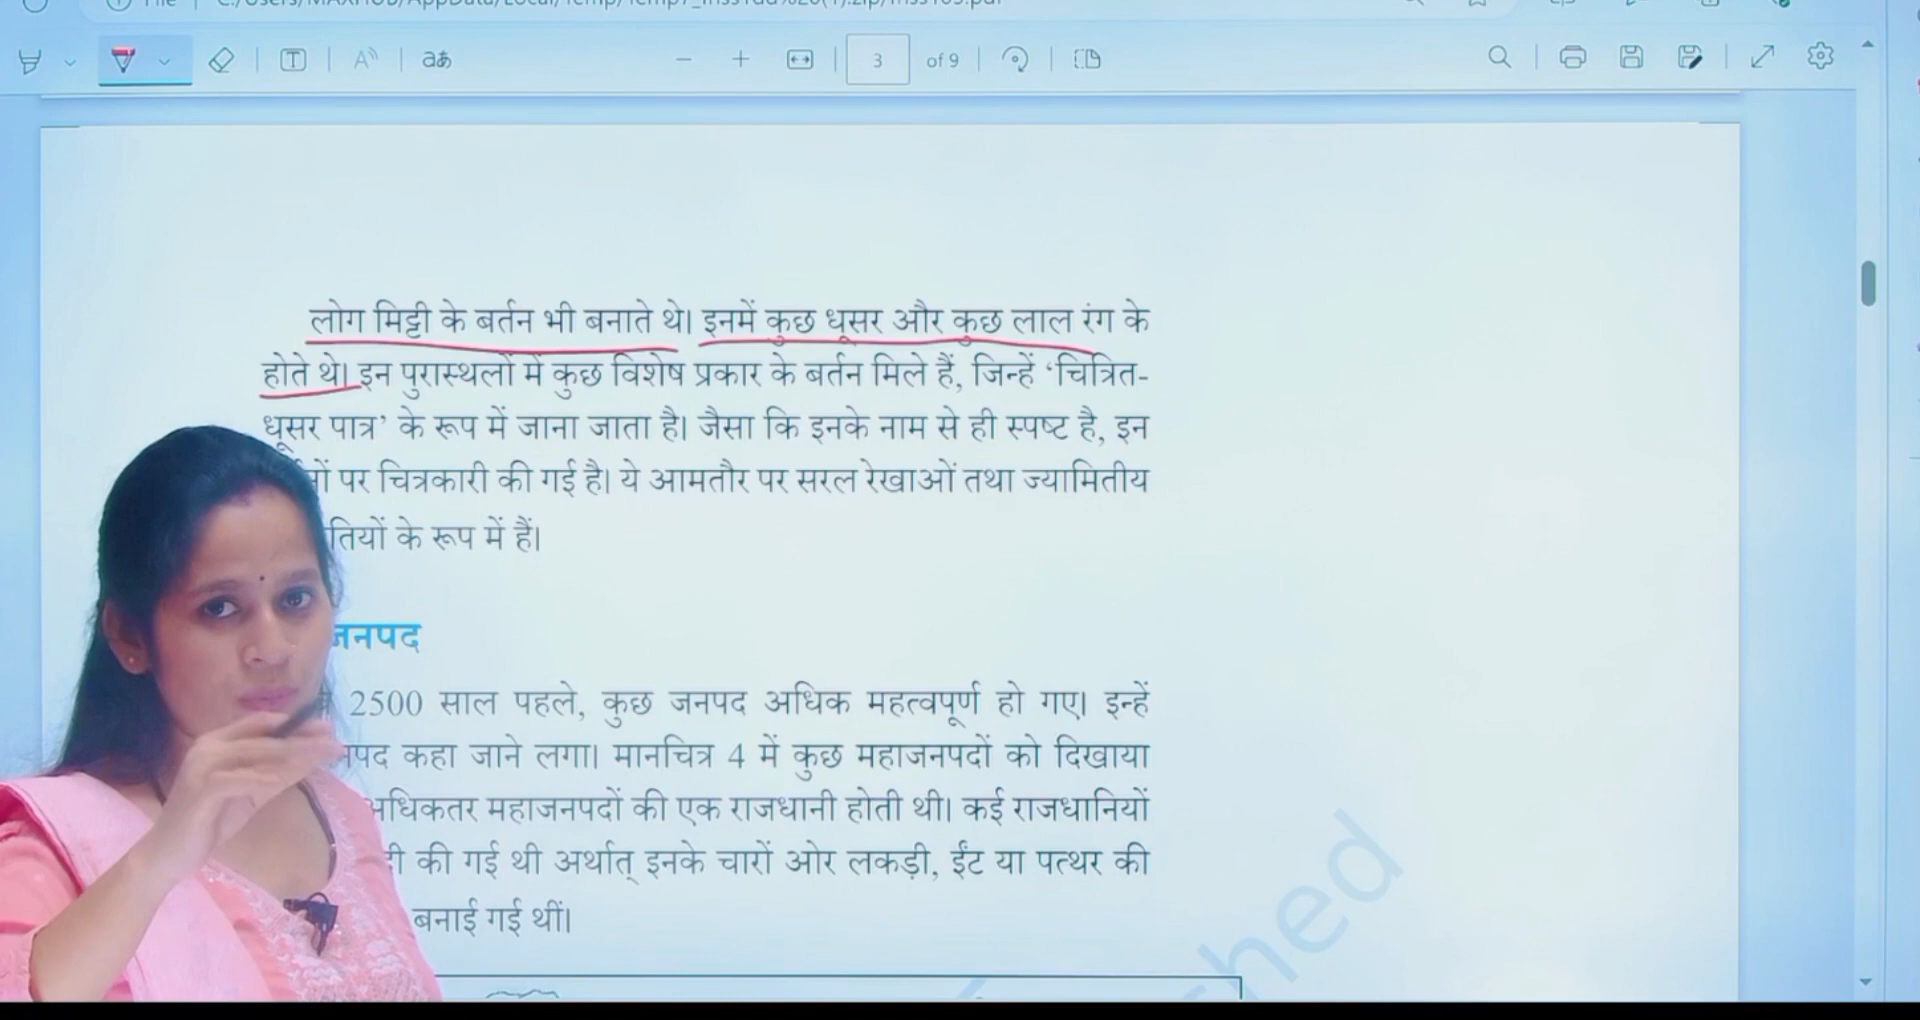 3 of 9
लोग मिट्टी के बर्तन भी बनाते थे। इनमें कुछ धूसर और कुछ लाल रंग के
होते थे। इन पुरास्थलों में कुछ विशेष प्रकार के बर्तन मिले हैं, जिन्हें ‘चित्रित-
धूसर पात्र’ के रूप में जाना जाता है। जैसा कि इनके नाम से ही स्पष्ट है, इन
पर चित्रकारी की गई है। ये आमतौर पर सरल रेखाओं तथा ज्यामितीय
के रूप में हैं।
जनपद
2500 साल पहले, कुछ जनपद अधिक महत्वपूर्ण हो गए। इन्हें
कहा जाने लगा। मानचित्र 4 में कुछ महाजनपदों को दिखाया
अधिकतर महाजनपदों की एक राजधानी होती थी। कई राजधानियों
की गई थी अर्थात् इनके चारों ओर लकड़ी, ईंट या पत्थर की
बनाई गई थीं।